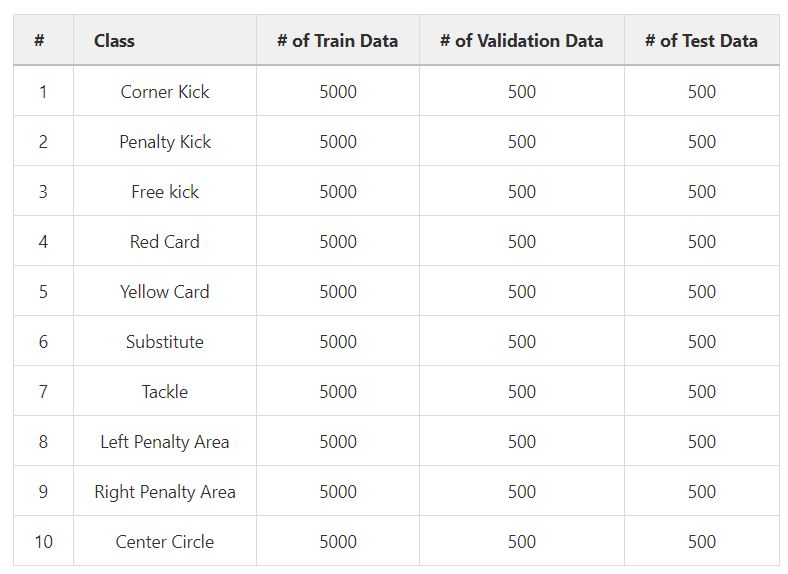 # Class # of Train Data # of Validation Data # of Test Data
1 Corner Kick 5000 500 500
2 Penalty Kick 5000 500 500
3 Free kick 5000 500 500
4 Red Card 5000 500 500
5 Yellow Card 5000 500 500
6 Substitute 5000 500 500
7 Tackle 5000 500 500
8 Left Penalty Area 5000 500 500
9 Right Penalty Area 5000 500 500
10 Center Circle 5000 500 500